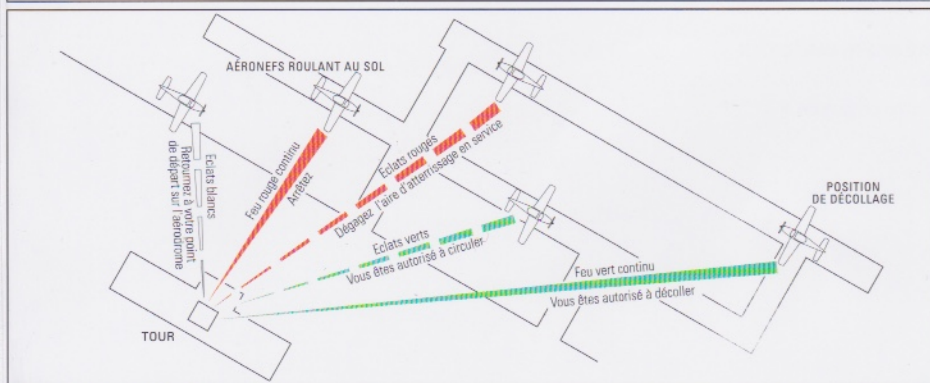 AÉRONEFS ROULANT AU SOL
Eclats blancs
Retournez à votre point
de départ sur l'aérodrome
Feu rouge continu
Arrêtez
Eclats rouges
Dégagez l'aire d'atterrissage en service
Eclats verts
Vous êtes autorisé à circuler
Feu vert continu
Vous êtes autorisé à décoller
POSITION
DE DÉCOLLAGE
TOUR